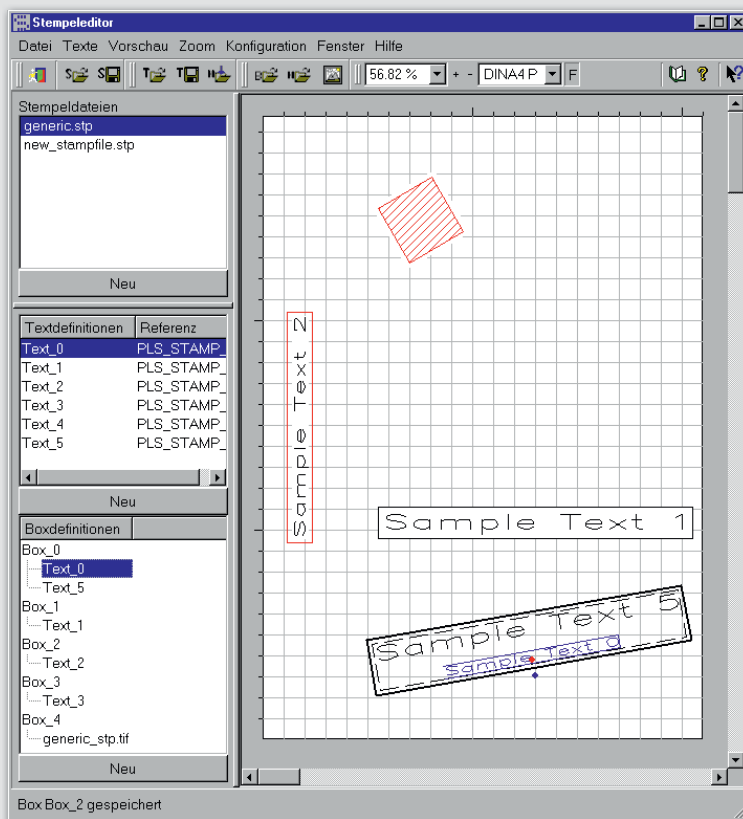 Stempeleditor
Datei Texte Vorschau Zoom Konfiguration Fenster Hilfe
56.82 % + - DINA4 P F
Stempeldateien
generic.stp
new_stampfile.stp
Neu
Textdefinitionen Referenz
Text_0 PLS_STAMP_
Text_1 PLS_STAMP_
Text_2 PLS_STAMP_
Text_3 PLS_STAMP_
Text_4 PLS_STAMP_
Text_5 PLS_STAMP_
Neu
Boxdefinitionen
Box_0
Text_0
Text_5
Box_1
Text_1
Box_2
Text_2
Box_3
Text_3
Box_4
generic_stp.tif
Neu
Sample Text 2
Sample Text 1
Sample Text 5
Sample Text 0
Box Box_2 gespeichert